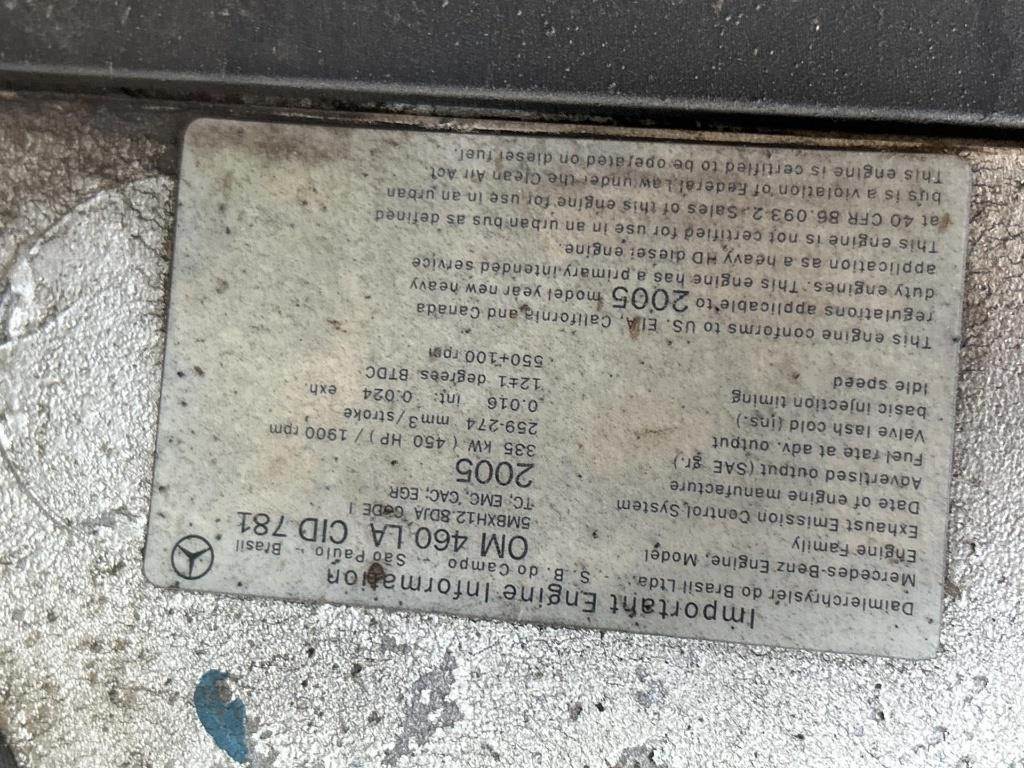 Important Engine Information
Daimlerchrysler do Brasil Ltda. ... S. B. do Campo - São Paulo - Brasil
Mercedes-Benz Engine, Model OM 460 LA CID 781
Engine Family 5MBXH12.8DJA CODE 1
Exhaust Emission Control System TC, EMC, CAC, EGR
Date of engine manufacture 2005
Advertised output (SAE gr.) 335 kW ( 450 HP) / 1900 rpm
Fuel rate at adv. output 259-274 mm3/stroke
Valve lash cold (ins.) 0.016 int: 0.024 exh.
basic injection timing 12±1 degrees BTDC
Idle speed 550+100 rpm
This engine conforms to US. EPA, California and Canada
regulations applicable to 2005 model year new heavy
duty engines. This engine has a primary intended service
application as a heavy HD diesel engine.
This engine is not certified for use in an urban bus as defined
at 40 CFR 86.093-2. Sales of this engine for use in an urban
bus is a violation of Federal Law under the Clean Air Act
This engine is certified to be operated on diesel fuel.